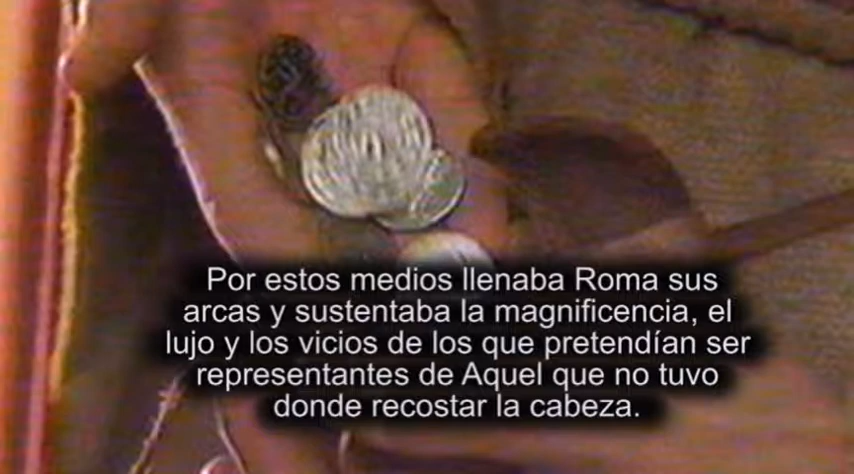 Por estos medios llenaba Roma sus
arcas y sustentaba la magnificencia, el
lujo y los vicios de los que pretendían ser
representantes de Aquel que no tuvo
donde recostar la cabeza.